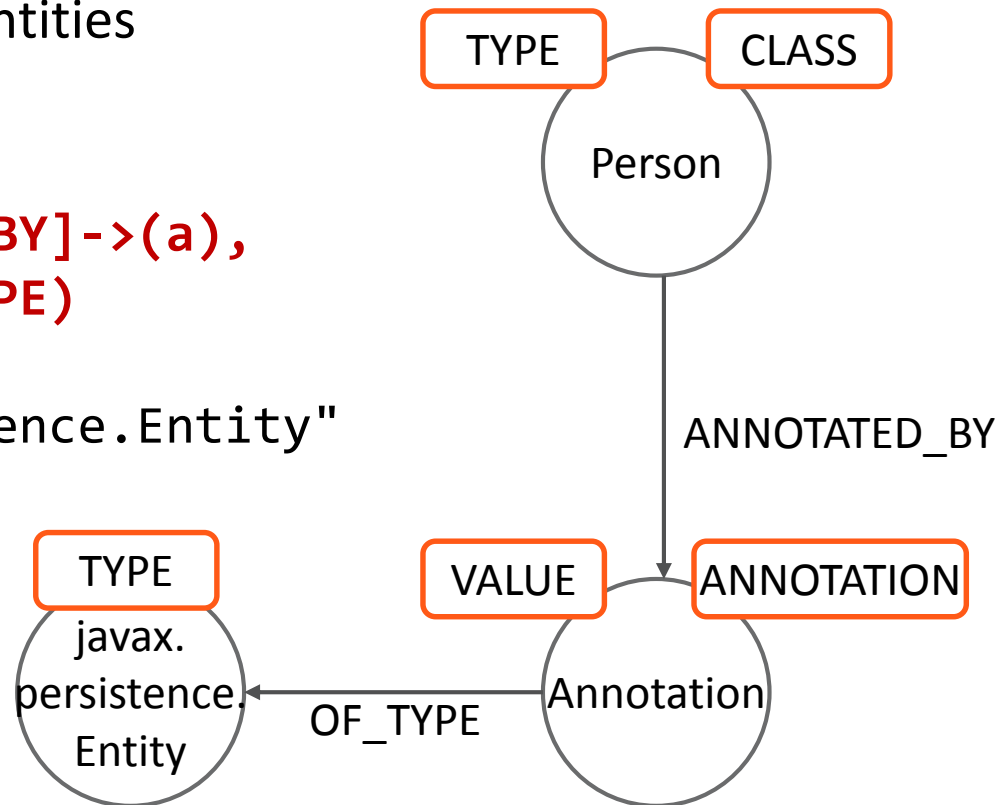 ntities
BY]->(a),
PE)
ence.Entity"
TYPE
CLASS
Person
ANNOTATED_BY
VALUE
ANNOTATION
Annotation
OF_TYPE
TYPE
javax.
persistence.
Entity